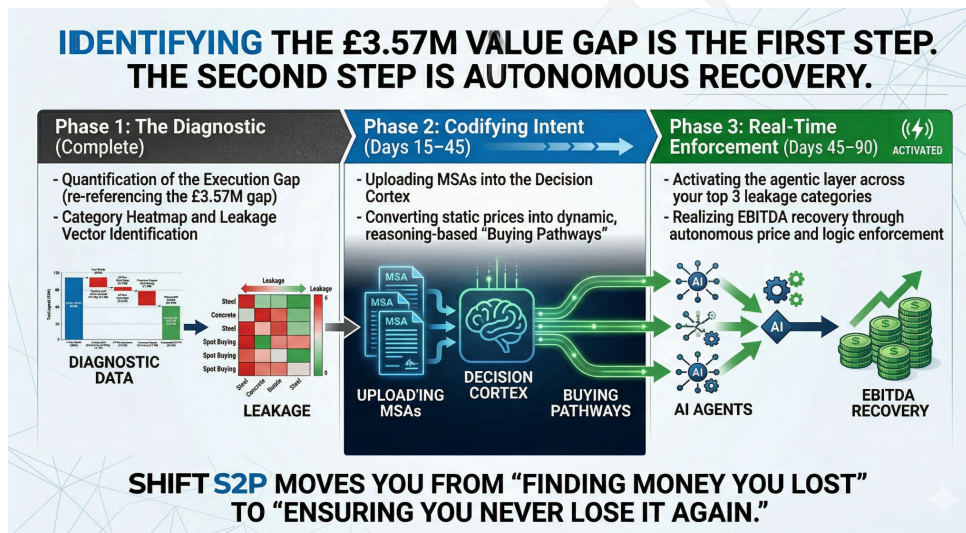 IDENTIFYING THE £3.57M VALUE GAP IS THE FIRST STEP.
THE SECOND STEP IS AUTONOMOUS RECOVERY.
Phase 1: The Diagnostic
(Complete)
- Quantification of the Execution Gap
(re-referencing the £3.57M gap)
- Category Heatmap and Leakage
Vector Identification
DIAGNOSTIC
DATA
Leakage
Leakage
6
0
Steel
Concrete
Steel
Spot Buying
Spot Buying
Spot Buying
Steel
Concrete
Steel
LEAKAGE
Phase 2: Codifying Intent
(Days 15–45)
- Uploading MSAs into the Decision
Cortex
- Converting static prices into dynamic,
reasoning-based “Buying Pathways”
MSA
MSA
MSA
UPLOAD'ING
MSAs
DECISION
CORTEX
BUYING
PATHWAYS
Phase 3: Real-Time
Enforcement (Days 45–90)
ACTIVATED
- Activating the agentic layer across
your top 3 leakage categories
- Realizing EBITDA recovery through
autonomous price and logic enforcement
AI
AI
AI
AI AGENTS
EBITDA
RECOVERY
SHIFT S2P MOVES YOU FROM “FINDING MONEY YOU LOST”
TO “ENSURING YOU NEVER LOSE IT AGAIN.”